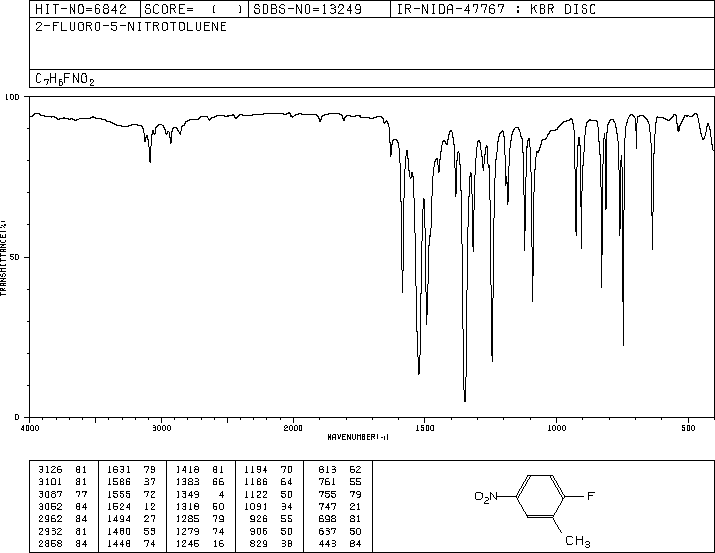 HIT-NO=6842 SCORE= ( ) SDBS-NO=13249 IR-NIDA-47767 : KBR DISC
2-FLUORO-5-NITROTOLUENE
C7H6FNO2
100
50
0
TRANSMITTANCE(%)
4000 3000 2000 1500 1000 500
WAVENUMBER(-1)
3126 81 1631 79 1418 81 1194 70 813 62
3101 81 1586 37 1383 66 1186 64 761 55
3087 77 1555 72 1349 4 1122 50 755 79
3052 84 1524 12 1318 50 1091 34 747 21
2962 84 1494 27 1285 79 926 55 698 81
2932 81 1480 55 1279 74 906 50 637 50
2868 84 1448 74 1245 16 829 38 443 84
O2N
F
CH3